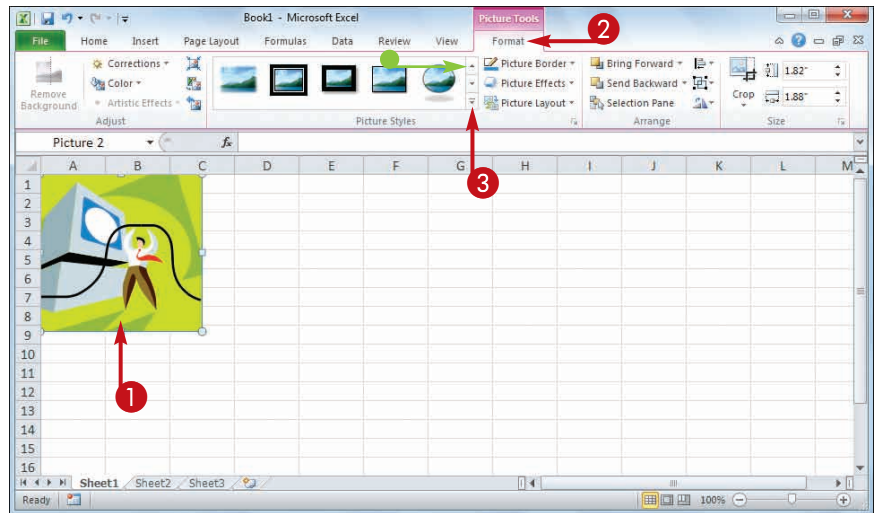 Book1 - Microsoft Excel
Picture Tools
2
File Home Insert Page Layout Formulas Data Review View Format
Corrections
Color
Artistic Effects
Remove Background
Adjust
Picture Styles
Picture Border
Picture Effects
Picture Layout
Bring Forward
Send Backward
Selection Pane
Arrange
Crop
1.82"
1.88"
Size
Picture 2
fx
3
A B C D E F G H I J K L M
1
2
3
4
5
6
7
8
9
10
11
12
13
14
15
16
1
Sheet1 Sheet2 Sheet3
Ready
100%